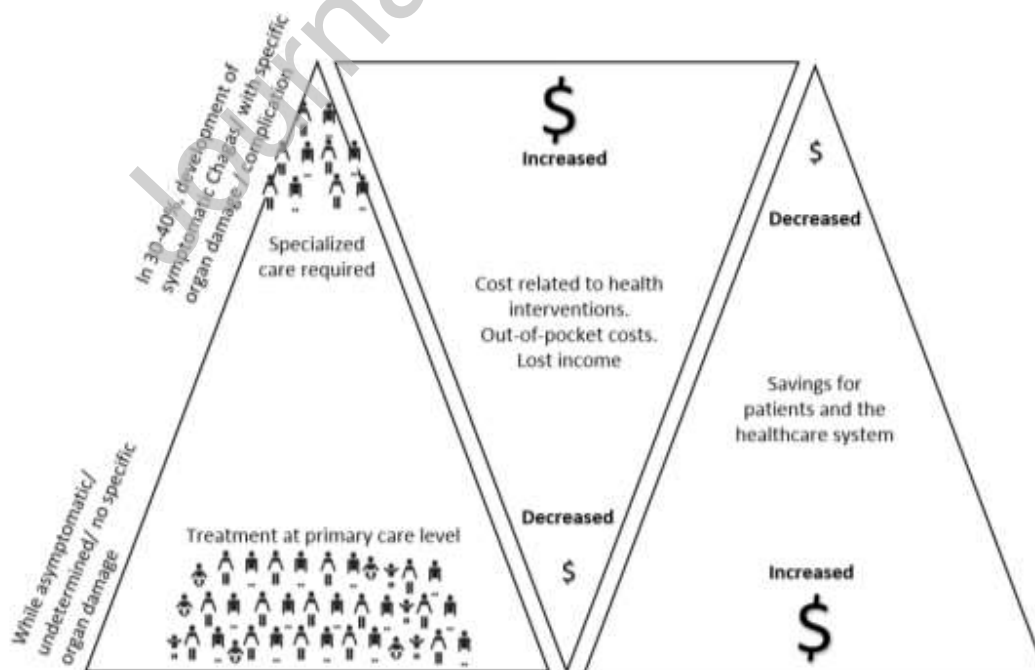 Journa
In 30-40%, development of
symptomatic Chagas/ with specific
organ damage / complication
Specialized
care required
While asymptomatic/
undetermined/ no specific
organ damage
Treatment at primary care level
$
Increased
Cost related to health
interventions.
Out-of-pocket costs.
Lost income
Decreased
$
$
Decreased
Savings for
patients and the
healthcare system
Increased
$